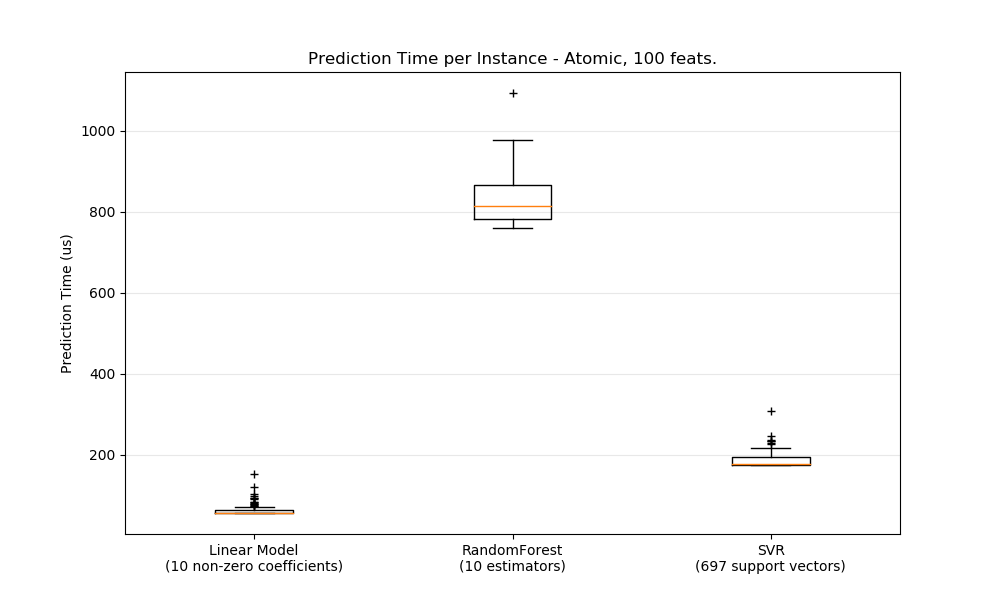 Prediction Time per Instance - Atomic, 100 feats.
Prediction Time (us)
1000
800
600
400
200
Linear Model
(10 non-zero coefficients)
RandomForest
(10 estimators)
SVR
(697 support vectors)